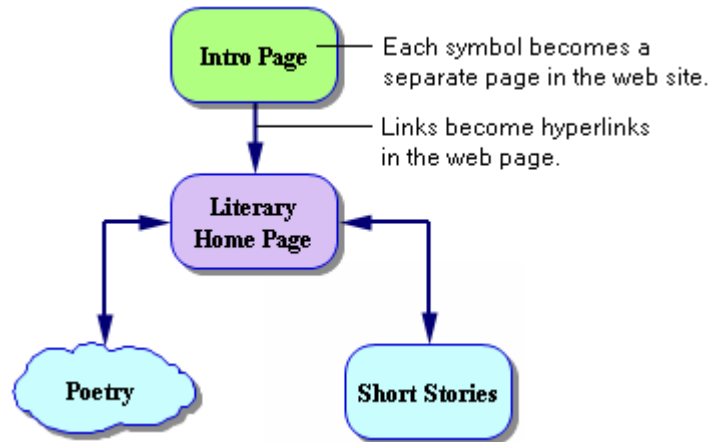 Intro Page
Each symbol becomes a
separate page in the web site.
Links become hyperlinks
in the web page.
Literary
Home Page
Poetry
Short Stories